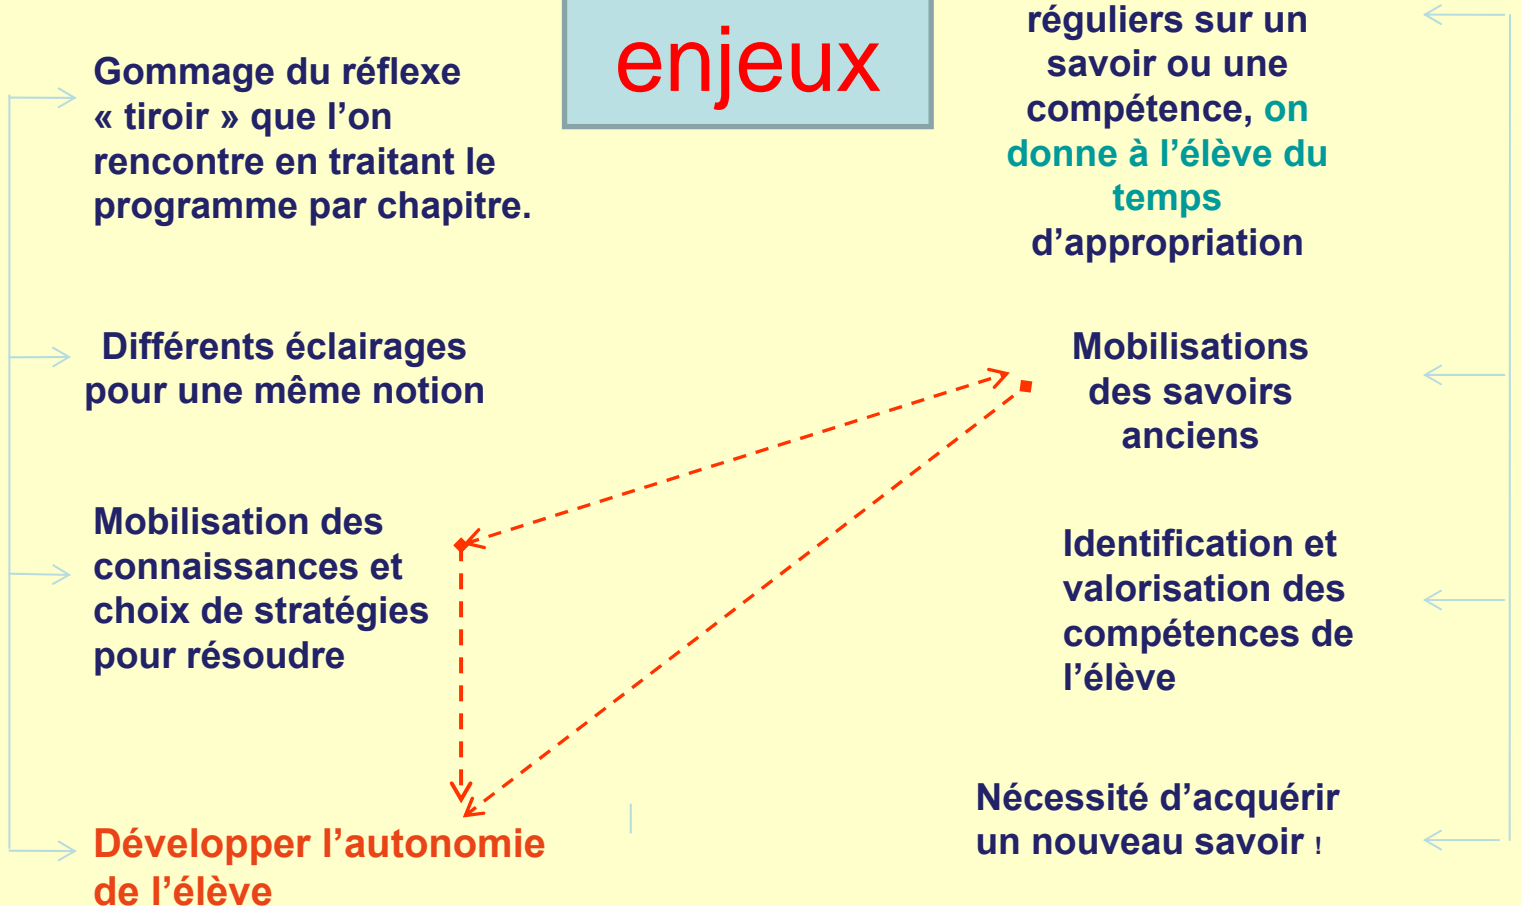 enjeux
Gommage du réflexe
« tiroir » que l’on
rencontre en traitant le
programme par chapitre.
Différents éclairages
pour une même notion
Mobilisation des
connaissances et
choix de stratégies
pour résoudre
Développer l’autonomie
de l’élève
réguliers sur un
savoir ou une
compétence, on
donne à l’élève du
temps
d’appropriation
Mobilisations
des savoirs
anciens
Identification et
valorisation des
compétences de
l’élève
Nécessité d’acquérir
un nouveau savoir !